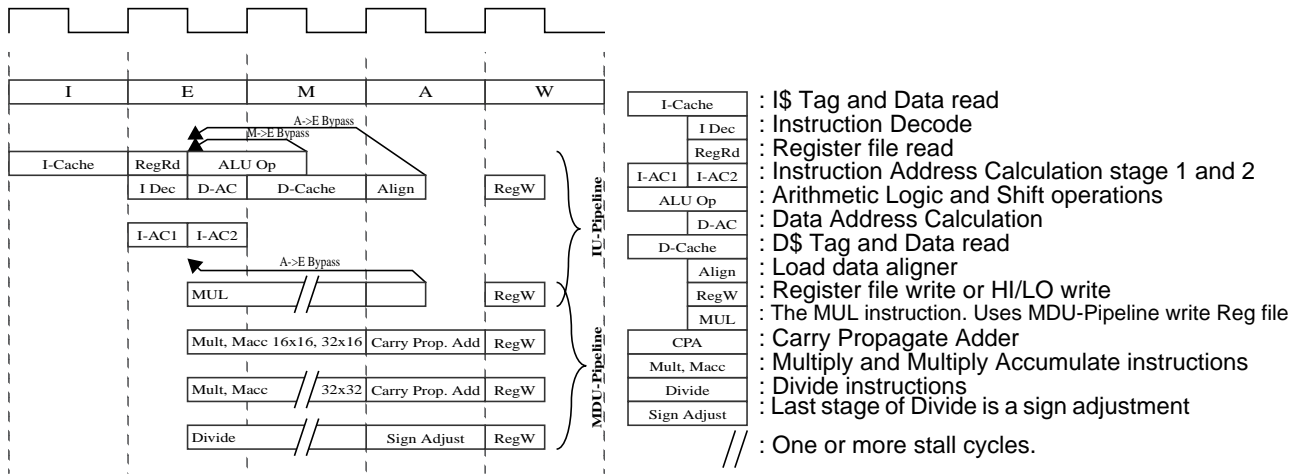 I E M A W
A->E Bypass
M->E Bypass
I-Cache RegRd ALU Op
I Dec D-AC D-Cache Align RegW
I-AC1 I-AC2
A->E Bypass
MUL RegW
Mult, Macc 16x16, 32x16 Carry Prop. Add RegW
Mult, Macc 32x32 Carry Prop. Add RegW
Divide Sign Adjust RegW
IU-Pipeline
MDU-Pipeline
I-Cache : I$ Tag and Data read
I Dec : Instruction Decode
RegRd : Register file read
I-AC1 I-AC2 : Instruction Address Calculation stage 1 and 2
ALU Op : Arithmetic Logic and Shift operations
D-AC : Data Address Calculation
D-Cache : D$ Tag and Data read
Align : Load data aligner
RegW : Register file write or HI/LO write
MUL : The MUL instruction. Uses MDU-Pipeline write Reg file
CPA : Carry Propagate Adder
Mult, Macc : Multiply and Multiply Accumulate instructions
Divide : Divide instructions
Sign Adjust : Last stage of Divide is a sign adjustment
// : One or more stall cycles.